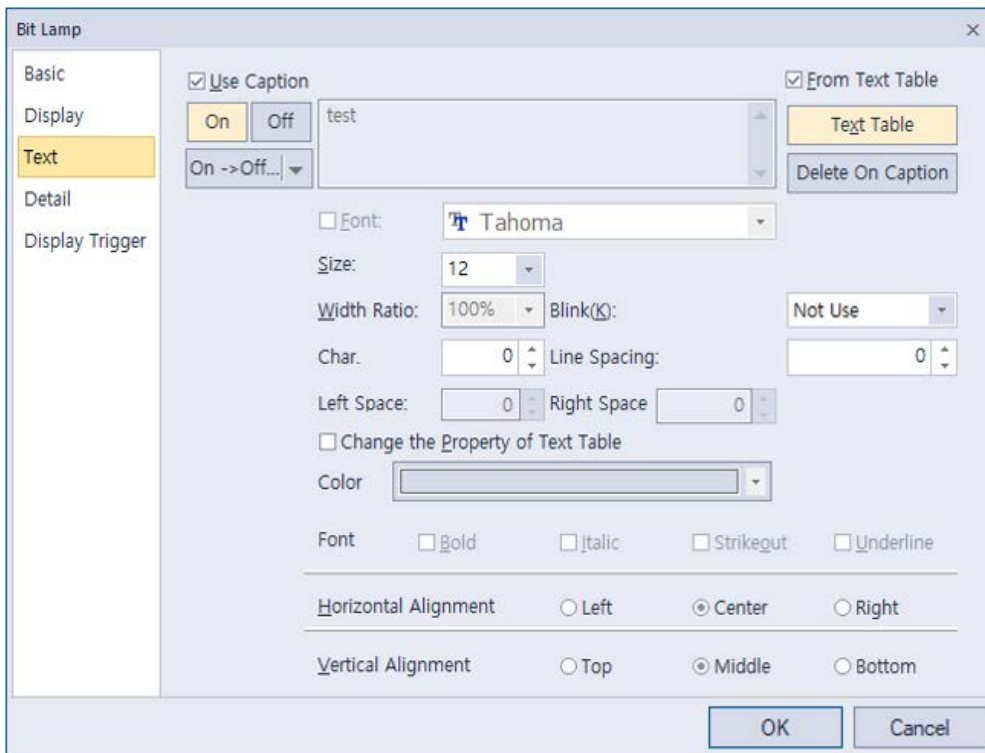 Bit Lamp
Basic
Display
Text
Detail
Display Trigger
Use Caption
From Text Table
On Off
test
Text Table
On ->Off...
Delete On Caption
Font: Tahoma
Size: 12
Width Ratio: 100% Blink(K): Not Use
Char. 0 Line Spacing: 0
Left Space: 0 Right Space 0
Change the Property of Text Table
Color
Font Bold Italic Strikeout Underline
Horizontal Alignment Left Center Right
Vertical Alignment Top Middle Bottom
OK Cancel